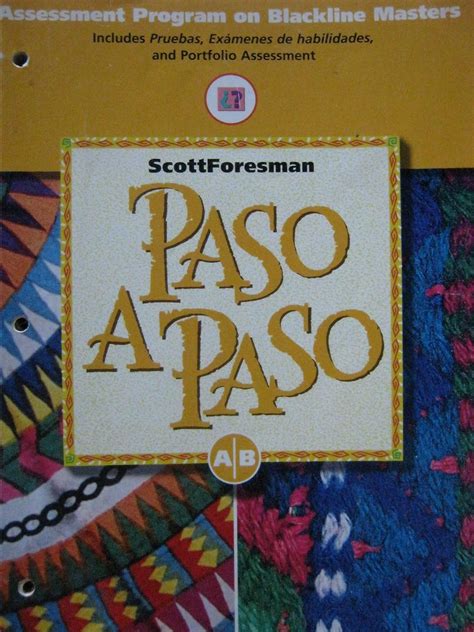 Assessment Program on Blackline Masters
Includes Pruebas, Exámenes de habilidades,
and Portfolio Assessment
¿?
ScottForesman
PASO
A PASO
A|B